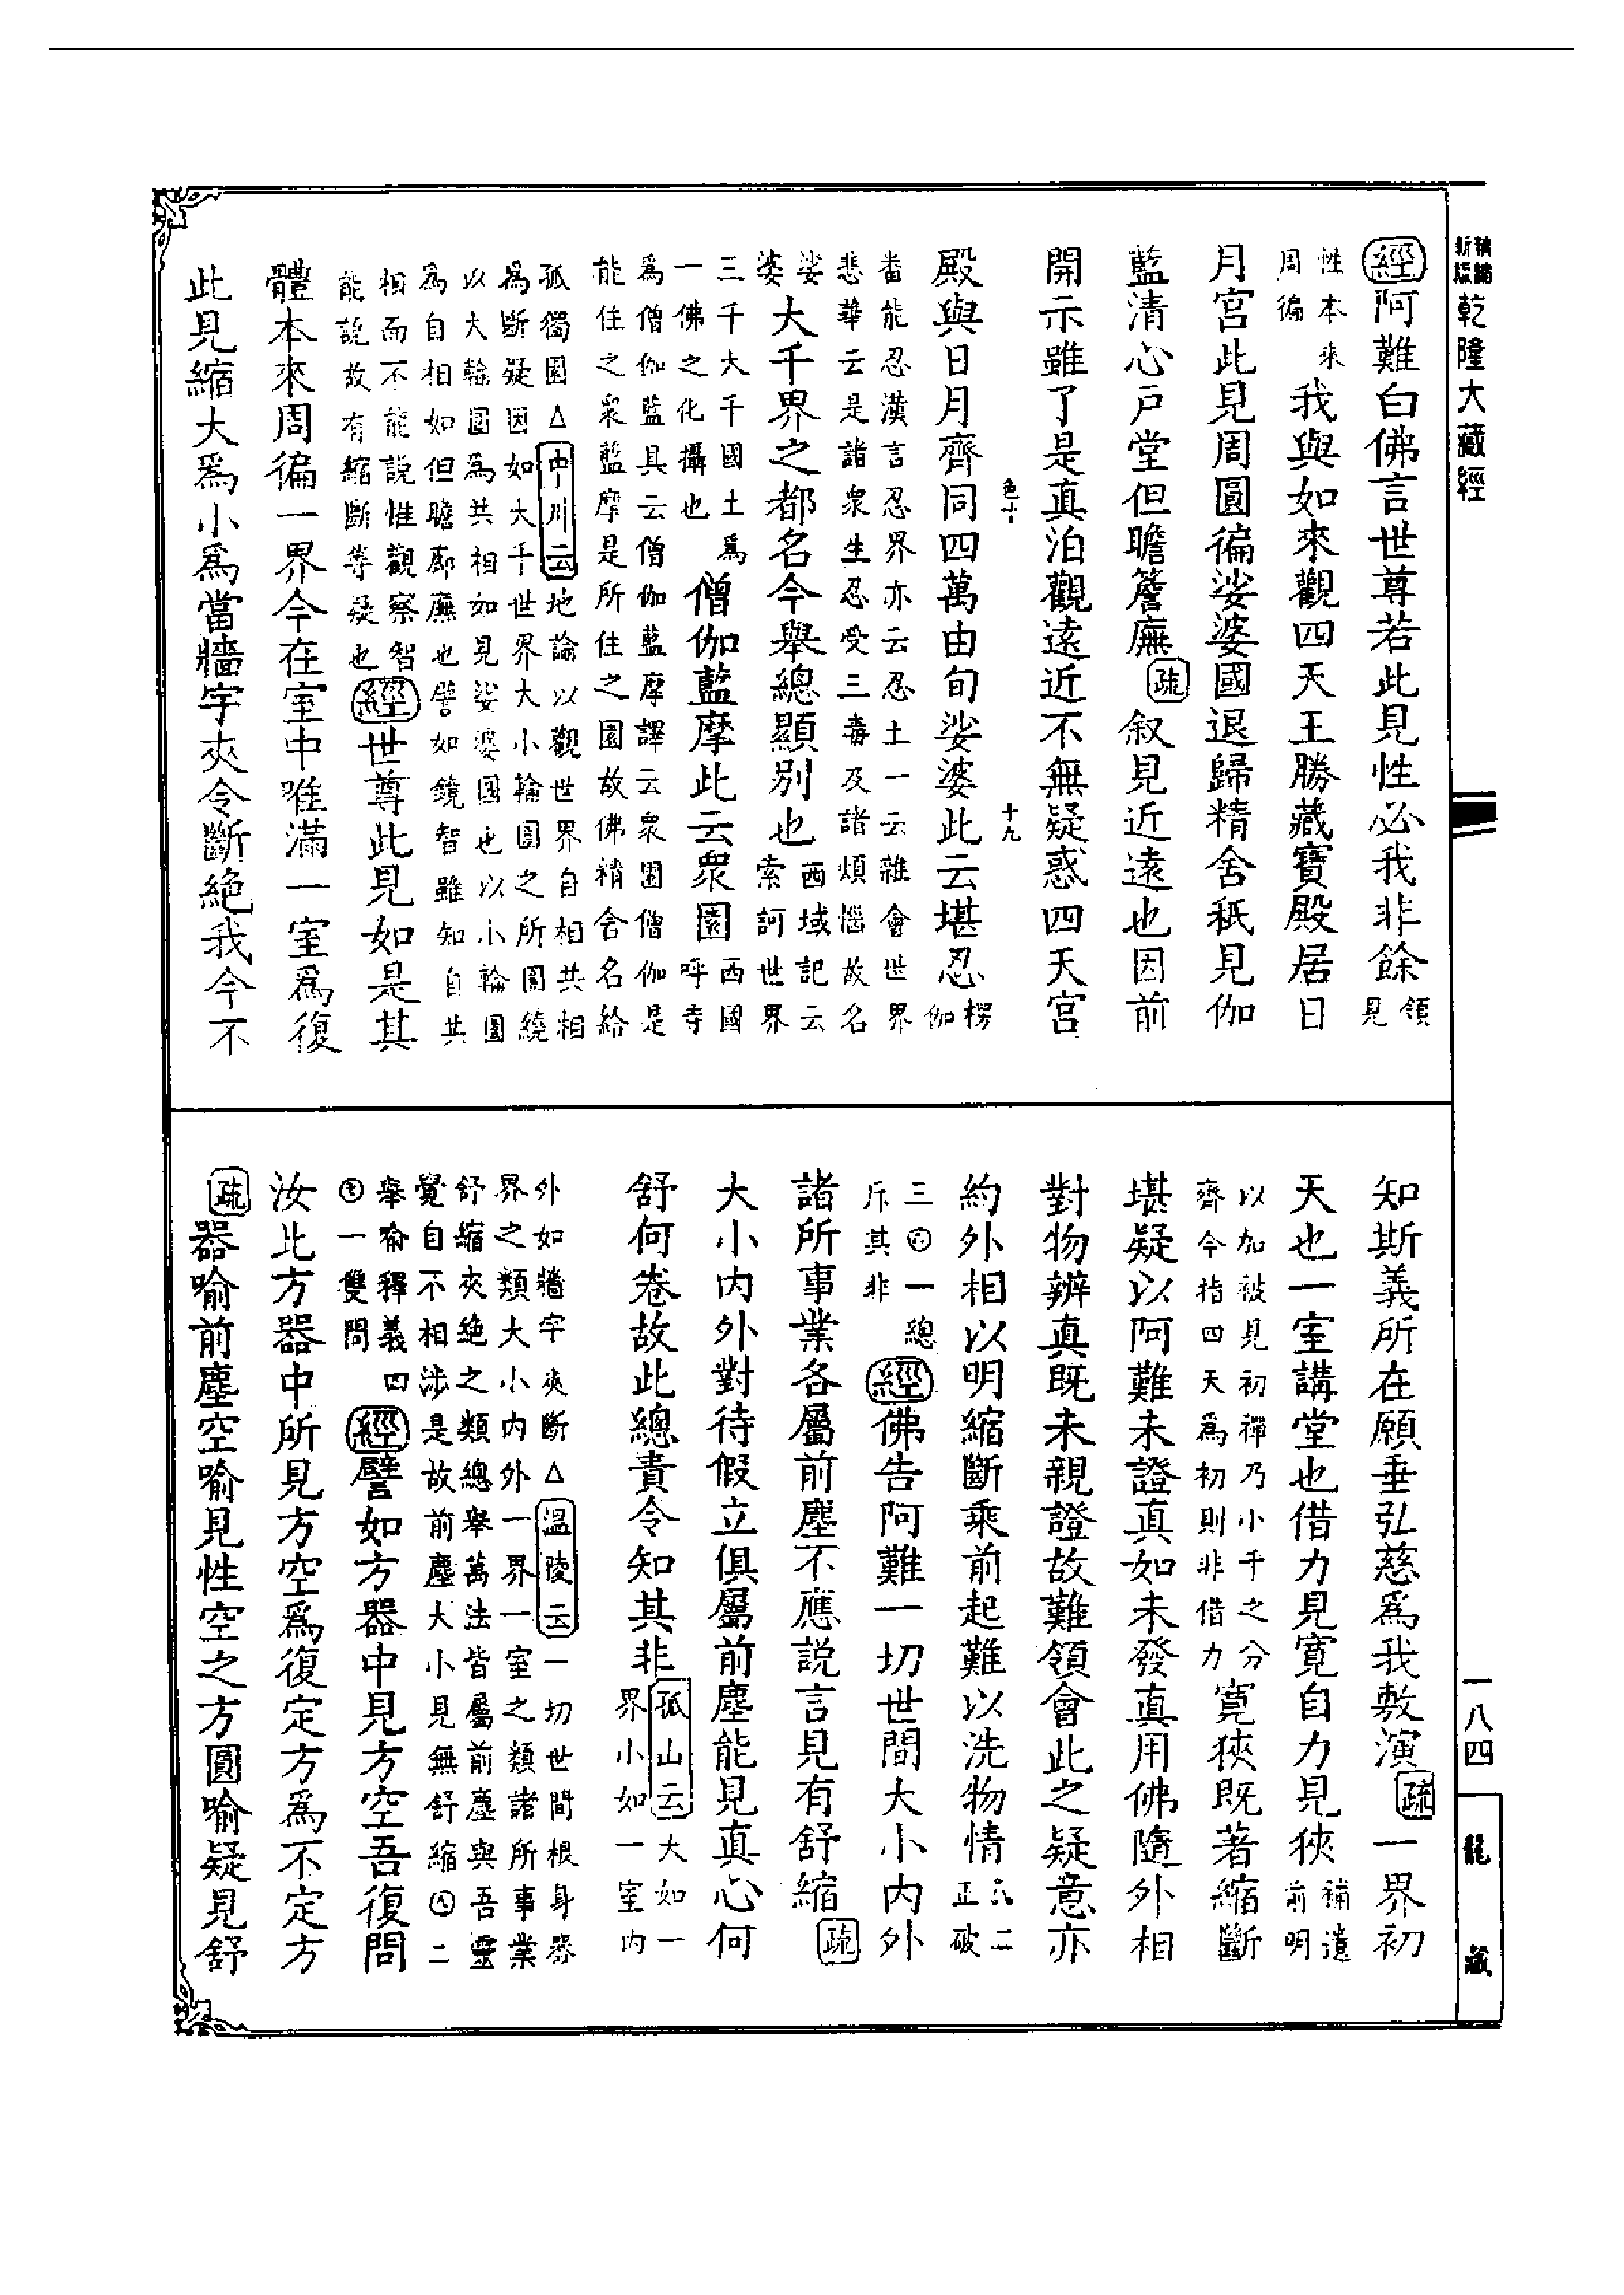 乾隆大藏經
經阿難白佛言世尊若此見性必我非餘領見
性本來周徧我與如來觀四天王勝藏寶殿居日
月宮此見周圓徧娑婆國退歸精舍秖見伽
藍清心戶堂但瞻簷廡疏叙見近遠也因前
開示雖了是真泊觀遠近不無疑惑四天宮
色十 十九
殿與日月齊同四萬由旬娑婆此云堪忍楞伽
畨能忍漢言忍界亦云忍土一云雜會世界
悲華云是諸衆生忍受三毒及諸煩惱故名
娑婆大千界之都名今舉總顯別也西域記云索訶世界
三千大千國土爲一佛之化攝也僧伽藍摩此云衆園西國呼寺
爲僧伽藍具云僧伽藍摩譯云衆園僧伽是
能住之衆藍摩是所住之園故佛精舍名給
孤獨園△中川云地論以觀世界自相共相
爲斷疑因如大千世界大小輪圓之所圍繞
以大輪圓爲共相如見娑婆國也以小輪圓
爲自相如但瞻廊廡也譬如鏡智雖知自共
相而不能說性觀察智能說故有縮斷等疑也經世尊此見如是其
體本來周徧一界今在室中唯滿一室爲復
此見縮大爲小爲當牆宇夾令斷絶我今不
知斯義所在願垂弘慈爲我敷演疏一界初
天也一室講堂也借力見寬自力見狹補遺前明
以加被見初禪乃小千之分齊今指四天爲初則非借力寬狹既著縮斷
堪疑以阿難未證真如未發真用佛隨外相
對物辨真既未親證故難領會此之疑意亦
約外相以明縮斷乘前起難以洗物情㲸二正破
三㊅一總斥其非經佛告阿難一切世間大小內外
諸所事業各屬前塵不應説言見有舒縮疏
大小內外對待假立俱屬前塵能見真心何
舒何卷故此總責令知其非孤山云大如一界小如一室內
外如牆宇夾斷△溫陵云一切世間根身器
界之類大小內外一界一室之類諸所事業
舒縮夾絶之類總舉萬法皆屬前塵與吾靈
覺自不相涉是故前塵大小見無舒縮㊅二
舉喻釋義四㊆一雙問經譬如方器中見方空吾復問
汝此方器中所見方空爲復定方爲不定方
疏器喻前塵空喻見性空之方圓喻疑見舒
一八四
龍藏